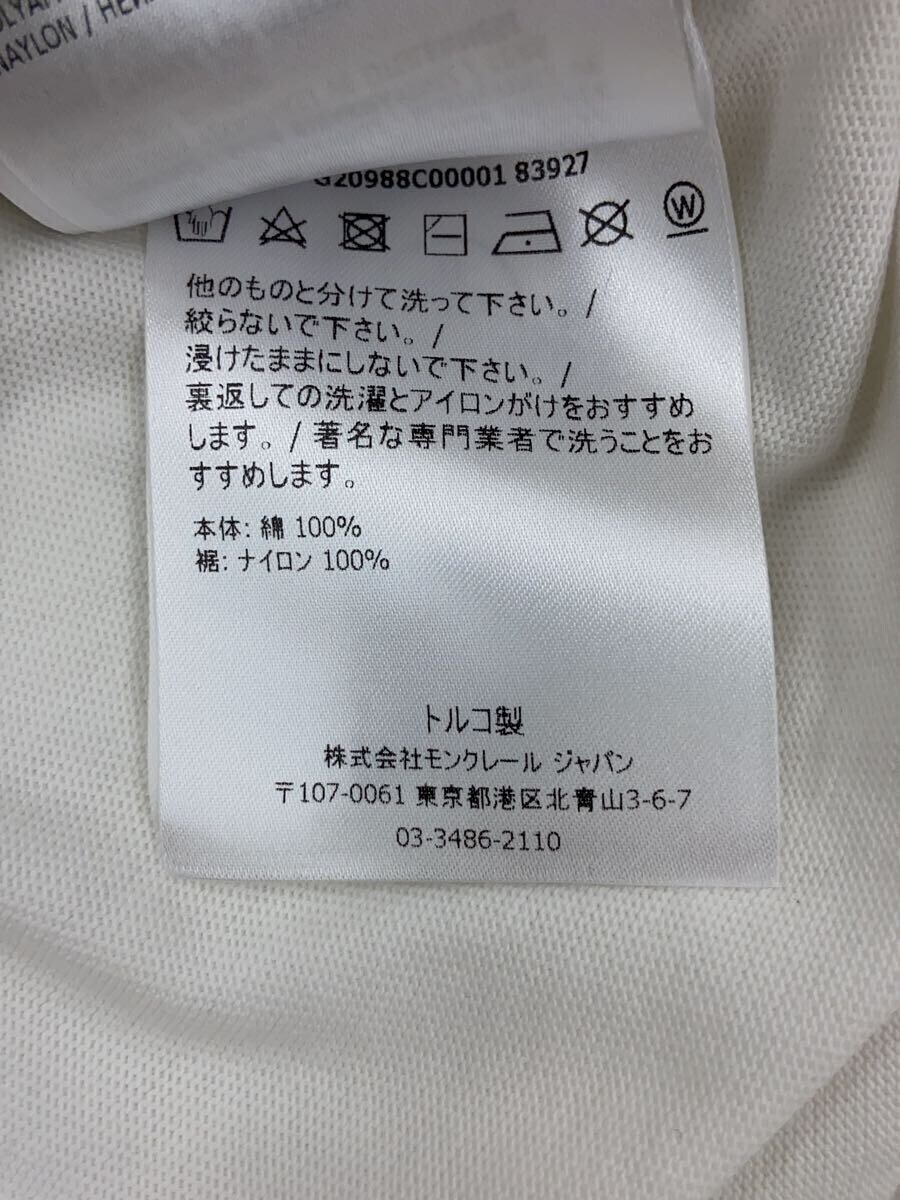 NAYLON /
G20988C00001 83927
W
他のものと分けて洗って下さい。/
絞らないで下さい。/
浸けたままにしないで下さい。/
裏返しての洗濯とアイロンがけをおすすめ
します。/ 著名な専門業者で洗うことをお
すすめします。
本体: 綿 100%
裾: ナイロン 100%
トルコ製
株式会社モンクレール ジャパン
〒107-0061 東京都港区北青山3-6-7
03-3486-2110